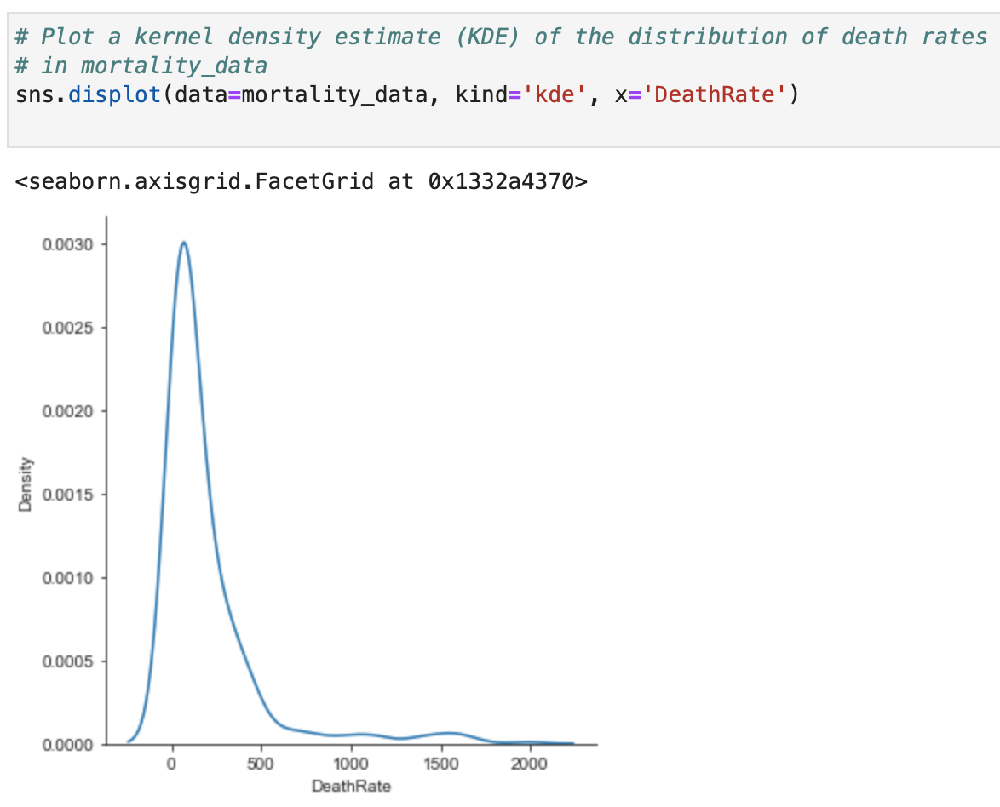 # Plot a kernel density estimate (KDE) of the distribution of death rates
# in mortality_data
sns.displot(data=mortality_data, kind='kde', x='DeathRate')
<seaborn.axisgrid.FacetGrid at 0x1332a4370>
0.0030
0.0025
0.0020
0.0015
0.0010
0.0005
0.0000
Density
0 500 1000 1500 2000
DeathRate